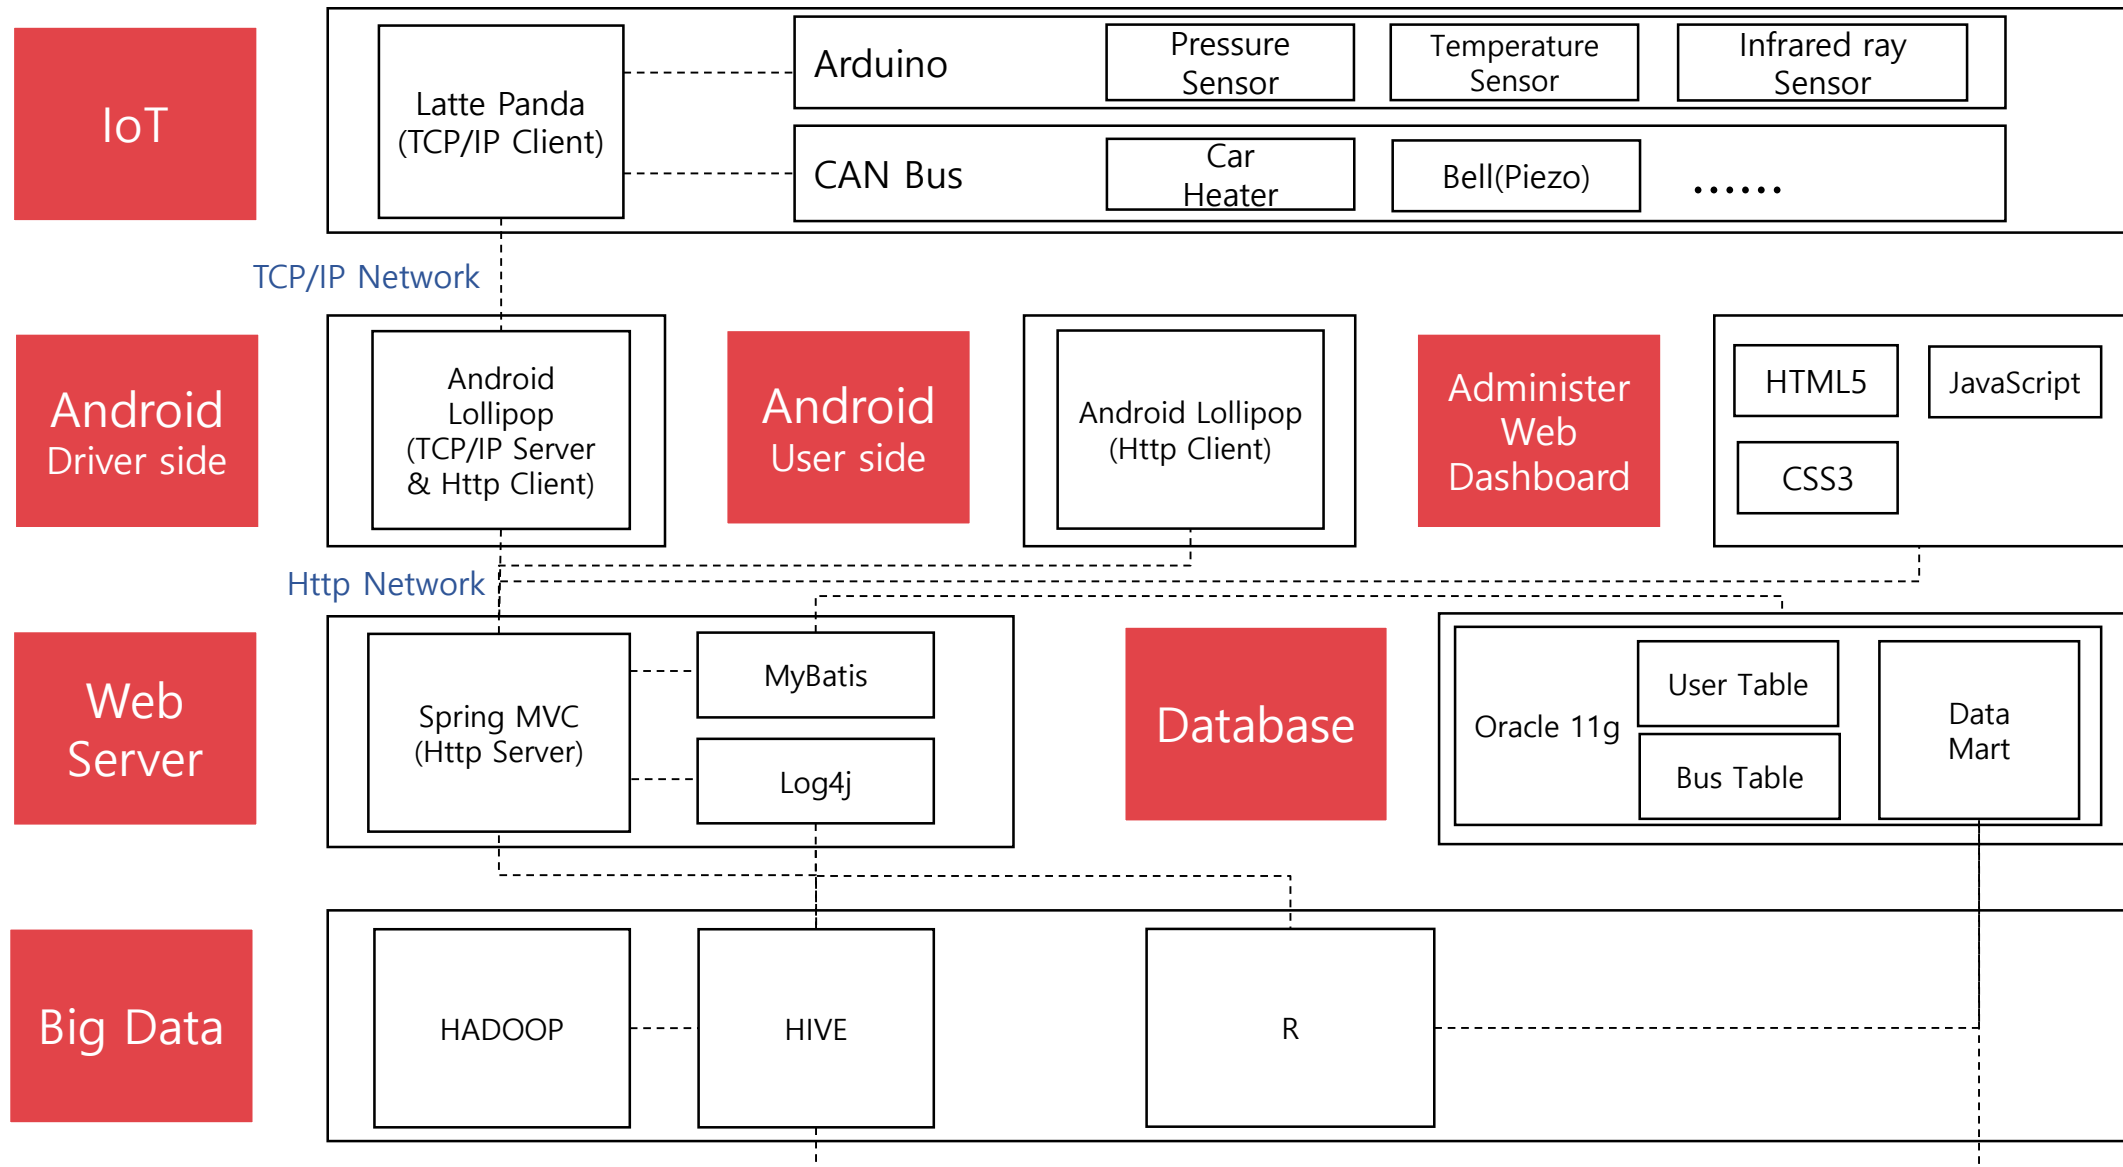 IoT
Latte Panda
(TCP/IP Client)
Arduino
Pressure
Sensor
Temperature
Sensor
Infrared ray
Sensor
CAN Bus
Car
Heater
Bell(Piezo)
......
TCP/IP Network
Android
Driver side
Android
Lollipop
(TCP/IP Server
& Http Client)
Android
User side
Android Lollipop
(Http Client)
Administer
Web
Dashboard
HTML5
JavaScript
CSS3
Http Network
Web
Server
Spring MVC
(Http Server)
MyBatis
Log4j
Database
Oracle 11g
User Table
Bus Table
Data
Mart
Big Data
HADOOP
HIVE
R